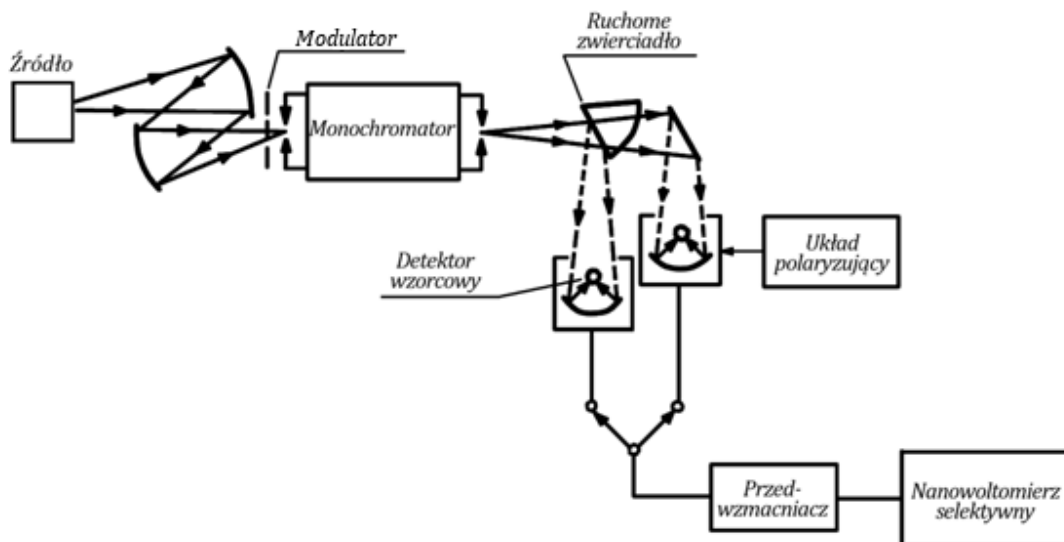 Źródło
Modulator
Monochromator
Ruchome
zwierciadło
Detektor
wzorcowy
Układ
polaryzujący
Przed-
wzmacniacz
Nanowoltomierz
selektywny